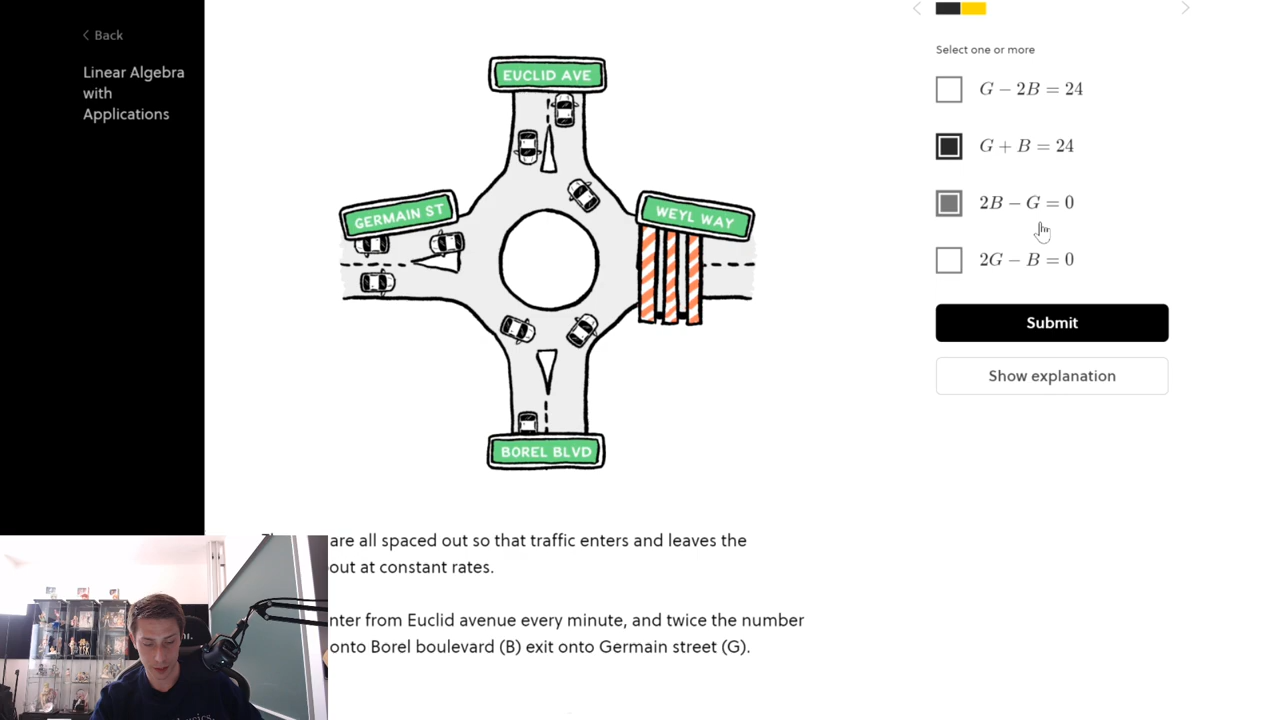 Back
Linear Algebra
with
Applications
EUCLID AVE
GERMAIN ST
WEYL WAY
BOREL BLVD
are all spaced out so that traffic enters and leaves the
out at constant rates.
nter from Euclid avenue every minute, and twice the number
onto Borel boulevard (B) exit onto Germain street (G).
Select one or more
G − 2B = 24
G + B = 24
2B − G = 0
2G − B = 0
Submit
Show explanation